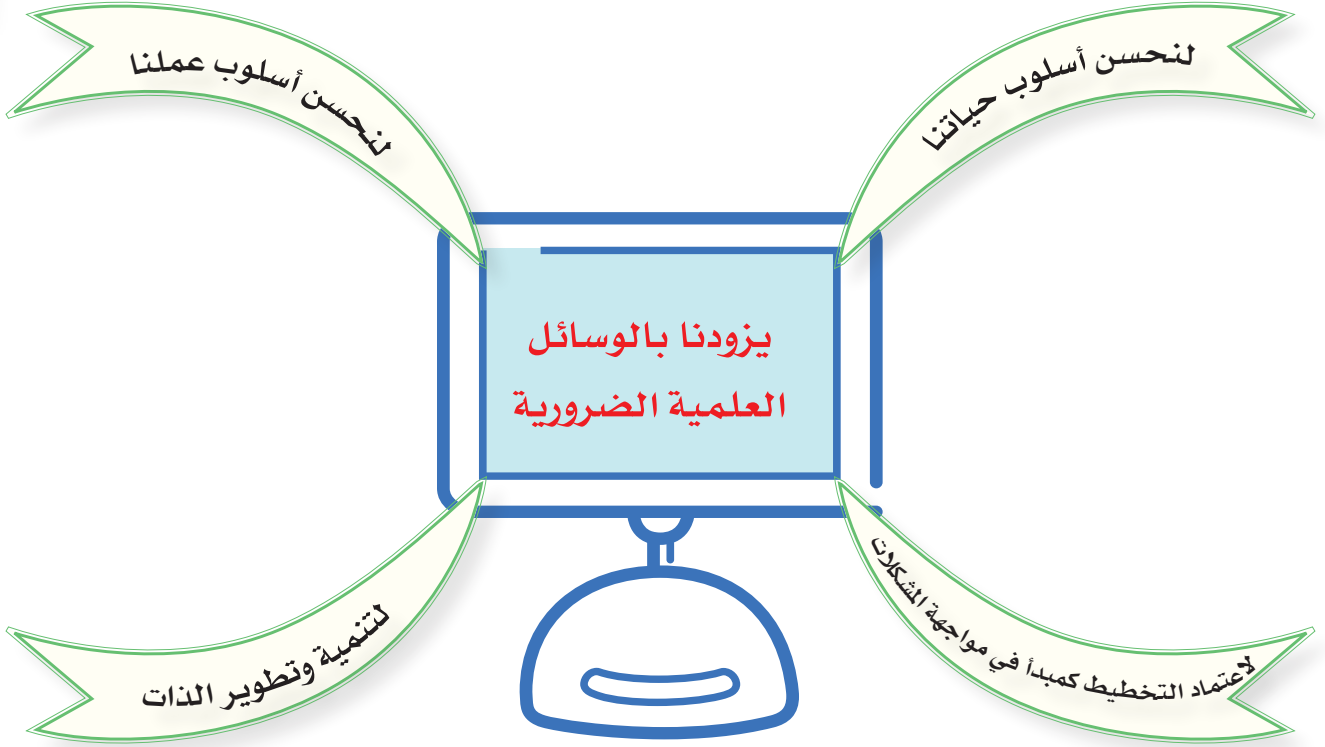 لنحسن أسلوب حياتنا
لنحسن أسلوب عملنا
يزودنا بالوسائل
العلمية الضرورية
لاعتماد التخطيط كمبدأ في مواجهة المشكلات
لتنمية وتطوير الذات